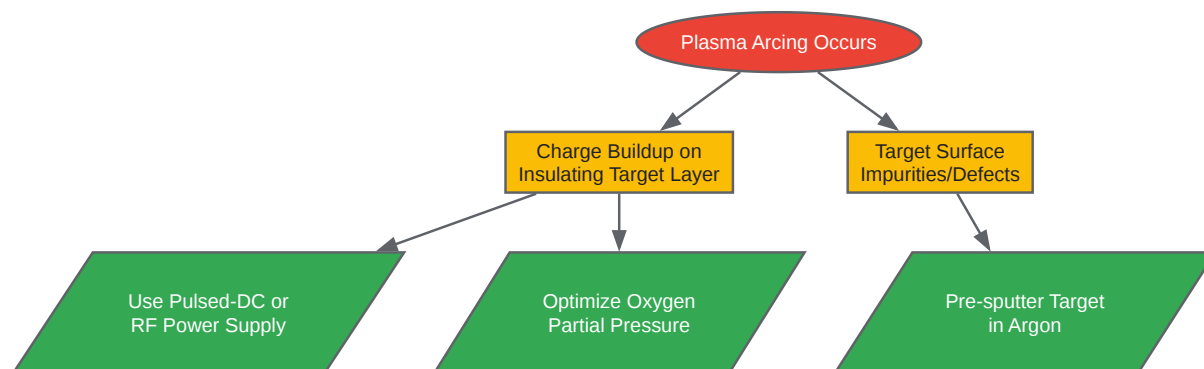 Plasma Arcing Occurs
Charge Buildup on
Insulating Target Layer
Target Surface
Impurities/Defects
Use Pulsed-DC or
RF Power Supply
Optimize Oxygen
Partial Pressure
Pre-sputter Target
in Argon